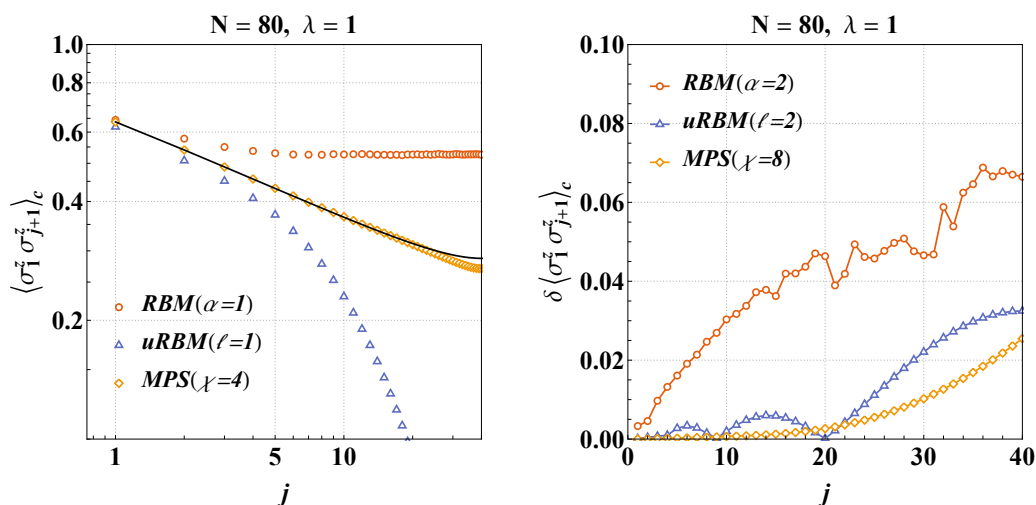 N = 80, λ = 1
1.0
0.8
0.6
0.4
0.2
⟨σ₁ᶻ σⱼ₊₁ᶻ⟩c
RBM(α=1)
uRBM(ℓ=1)
MPS(χ=4)
1 5 10
j
N = 80, λ = 1
0.10
0.08
0.06
0.04
0.02
0.00
δ ⟨σ₁ᶻ σⱼ₊₁ᶻ⟩c
RBM(α=2)
uRBM(ℓ=2)
MPS(χ=8)
0 10 20 30 40
j